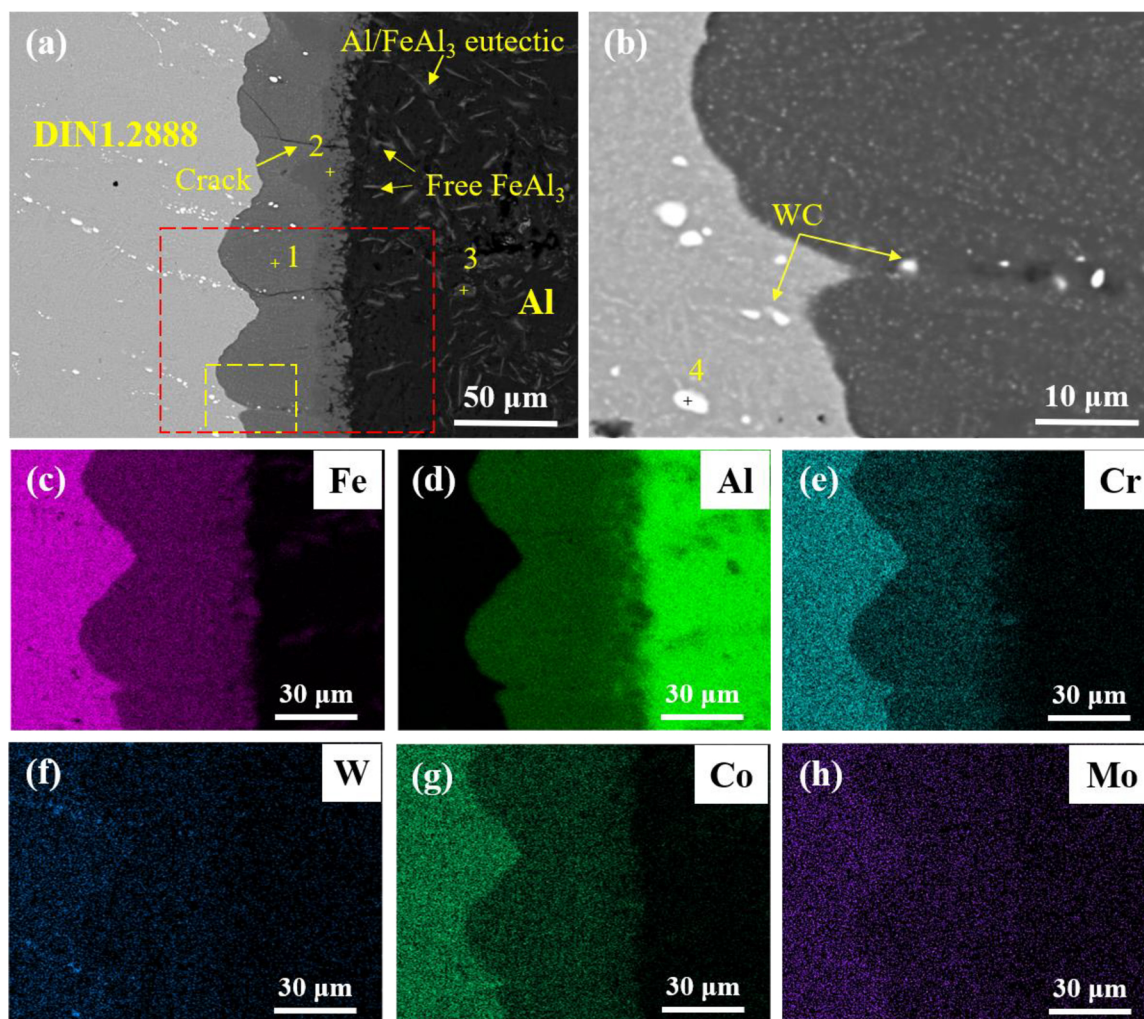 (a)
Al/FeAl₃ eutectic
DIN1.2888
2
Crack
Free FeAl₃
1
3
Al
50 μm
(b)
WC
4
10 μm
(c)
Fe
30 μm
(d)
Al
30 μm
(e)
Cr
30 μm
(f)
W
30 μm
(g)
Co
30 μm
(h)
Mo
30 μm